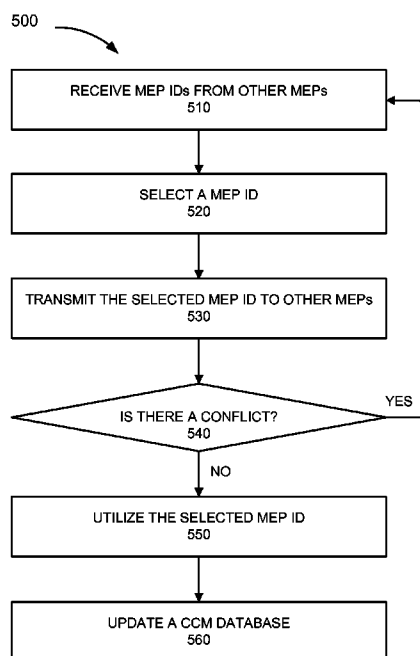 500
RECEIVE MEP IDs FROM OTHER MEPs
510
SELECT A MEP ID
520
TRANSMIT THE SELECTED MEP ID TO OTHER MEPs
530
IS THERE A CONFLICT?
540
YES
NO
UTILIZE THE SELECTED MEP ID
550
UPDATE A CCM DATABASE
560